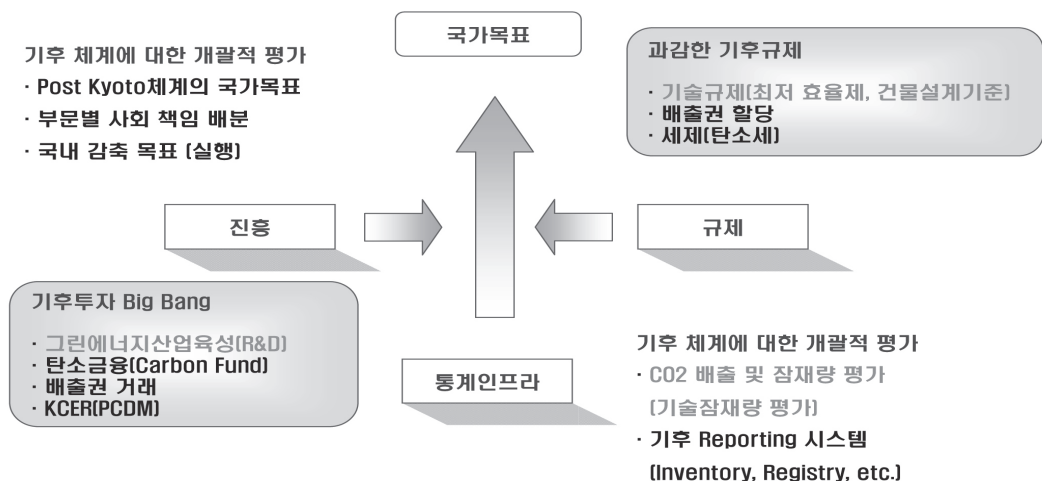 국가목표
기후 체계에 대한 개괄적 평가
· Post Kyoto체계의 국가목표
· 부문별 사회 책임 배분
· 국내 감축 목표 (실행)
과감한 기후규제
· 기술규제(최저 효율제, 건물설계기준)
· 배출권 할당
· 세제(탄소세)
진흥
규제
기후투자 Big Bang
· 그린에너지산업육성(R&D)
· 탄소금융(Carbon Fund)
· 배출권 거래
· KCER(PCDM)
통계인프라
기후 체계에 대한 개괄적 평가
· CO2 배출 및 잠재량 평가
(기술잠재량 평가)
· 기후 Reporting 시스템
(Inventory, Registry, etc.)